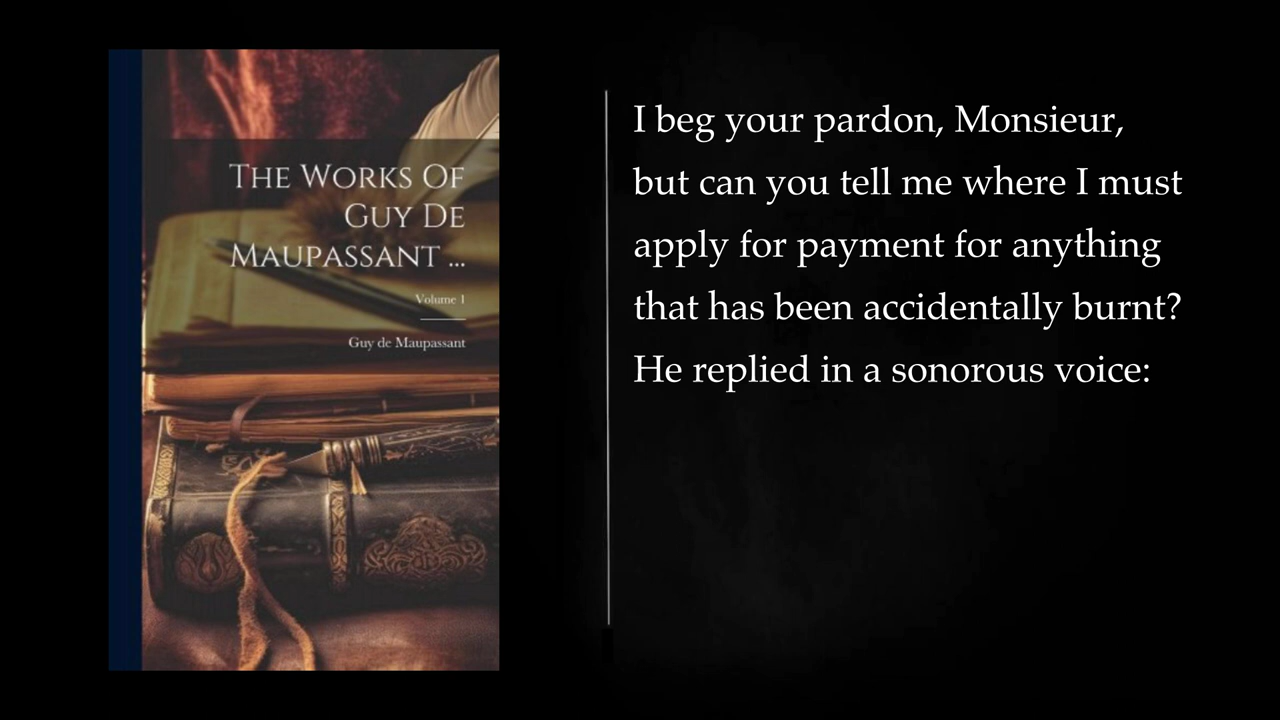 The Works Of
Guy De
Maupassant ...
Volume 1
Guy de Maupassant
I beg your pardon, Monsieur,
but can you tell me where I must
apply for payment for anything
that has been accidentally burnt?
He replied in a sonorous voice: